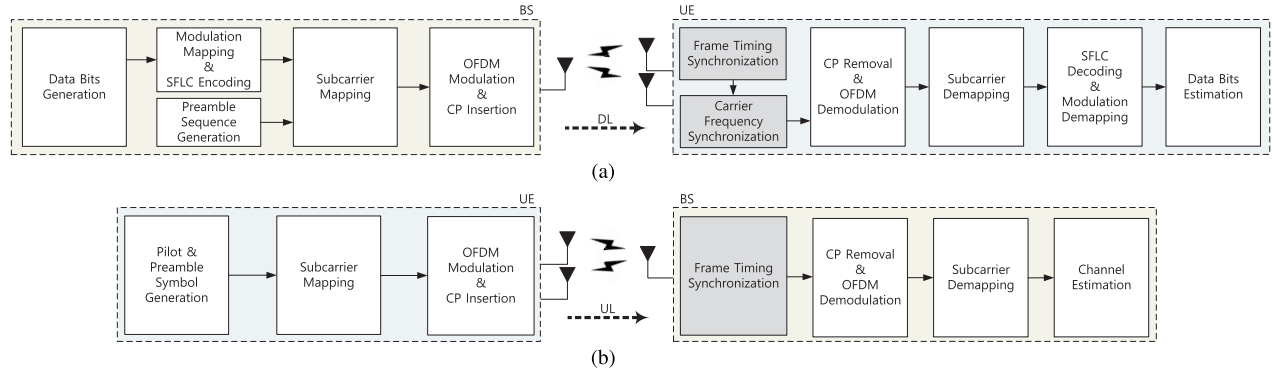 BS
Data Bits
Generation
Modulation
Mapping
&
SFLC Encoding
Preamble
Sequence
Generation
Subcarrier
Mapping
OFDM
Modulation
&
CP Insertion
DL
UE
Frame Timing
Synchronization
Carrier
Frequency
Synchronization
CP Removal
&
OFDM
Demodulation
Subcarrier
Demapping
SFLC
Decoding
&
Modulation
Demapping
Data Bits
Estimation
(a)
UE
Pilot &
Preamble
Symbol
Generation
Subcarrier
Mapping
OFDM
Modulation
&
CP Insertion
UL
BS
Frame Timing
Synchronization
CP Removal
&
OFDM
Demodulation
Subcarrier
Demapping
Channel
Estimation
(b)